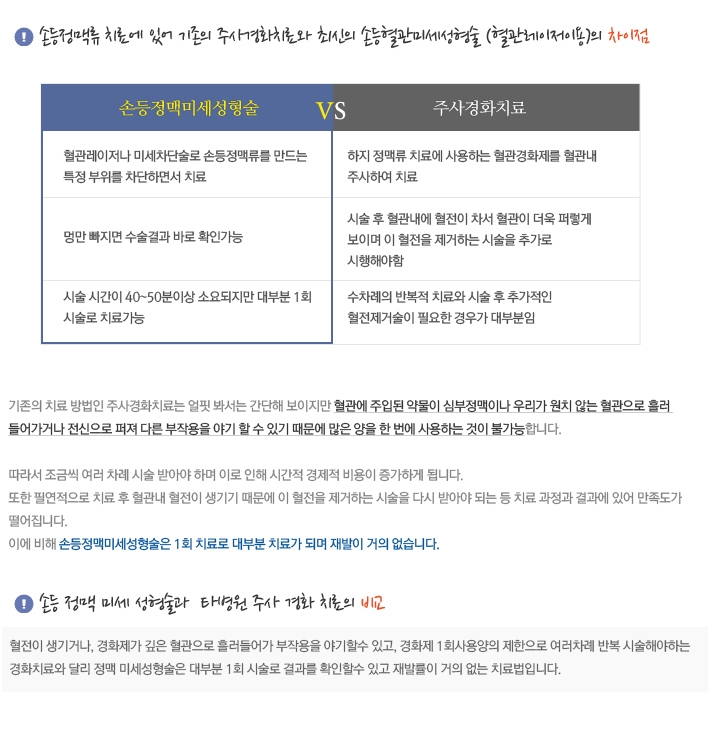 손등정맥류 치료에 있어 기존의 주사경화치료와 최신의 손등혈관미세성형술 (혈관레이저이용)의 차이점
손등정맥미세성형술 VS 주사경화치료
혈관레이저나 미세차단술로 손등정맥류를 만드는
특정 부위를 차단하면서 치료
하지 정맥류 치료에 사용하는 혈관경화제를 혈관내
주사하여 치료
멍만 빠지면 수술결과 바로 확인가능
시술 후 혈관내에 혈전이 차서 혈관이 더욱 퍼렇게
보이며 이 혈전을 제거하는 시술을 추가로
시행해야함
시술 시간이 40~50분이상 소요되지만 대부분 1회
시술로 치료가능
수차례의 반복적 치료와 시술 후 추가적인
혈전제거술이 필요한 경우가 대부분임
기존의 치료 방법인 주사경화치료는 얼핏 봐서는 간단해 보이지만 혈관에 주입된 약물이 심부정맥이나 우리가 원치 않는 혈관으로 흘러
들어가거나 전신으로 퍼져 다른 부작용을 야기 할 수 있기 때문에 많은 양을 한 번에 사용하는 것이 불가능합니다.
따라서 조금씩 여러 차례 시술 받아야 하며 이로 인해 시간적 경제적 비용이 증가하게 됩니다.
또한 필연적으로 치료 후 혈관내 혈전이 생기기 때문에 이 혈전을 제거하는 시술을 다시 받아야 되는 등 치료 과정과 결과에 있어 만족도가
떨어집니다.
이에 비해 손등정맥미세성형술은 1회 치료로 대부분 치료가 되며 재발이 거의 없습니다.
손등 정맥 미세 성형술과 타병원 주사 경화 치료의 비교
혈전이 생기거나, 경화제가 깊은 혈관으로 흘러들어가 부작용을 야기할수 있고, 경화제 1회사용양의 제한으로 여러차례 반복 시술해야하는
경화치료와 달리 정맥 미세성형술은 대부분 1회 시술로 결과를 확인할수 있고 재발률이 거의 없는 치료법입니다.